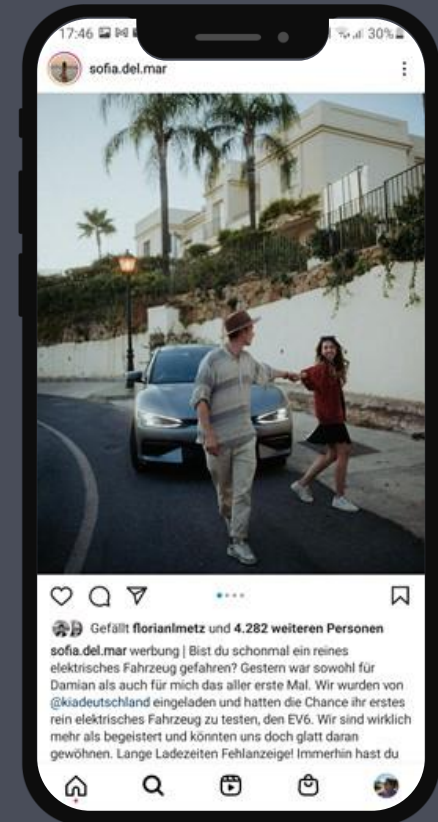 17:46
30%
sofia.del.mar
Gefällt florianlmetz und 4.282 weiteren Personen
sofia.del.mar werbung | Bist du schonmal ein reines
elektrisches Fahrzeug gefahren? Gestern war sowohl für
Damian als auch für mich das aller erste Mal. Wir wurden von
@kiadeutschland eingeladen und hatten die Chance ihr erstes
rein elektrisches Fahrzeug zu testen, den EV6. Wir sind wirklich
mehr als begeistert und könnten uns doch glatt daran
gewöhnen. Lange Ladezeiten Fehlanzeige! Immerhin hast du